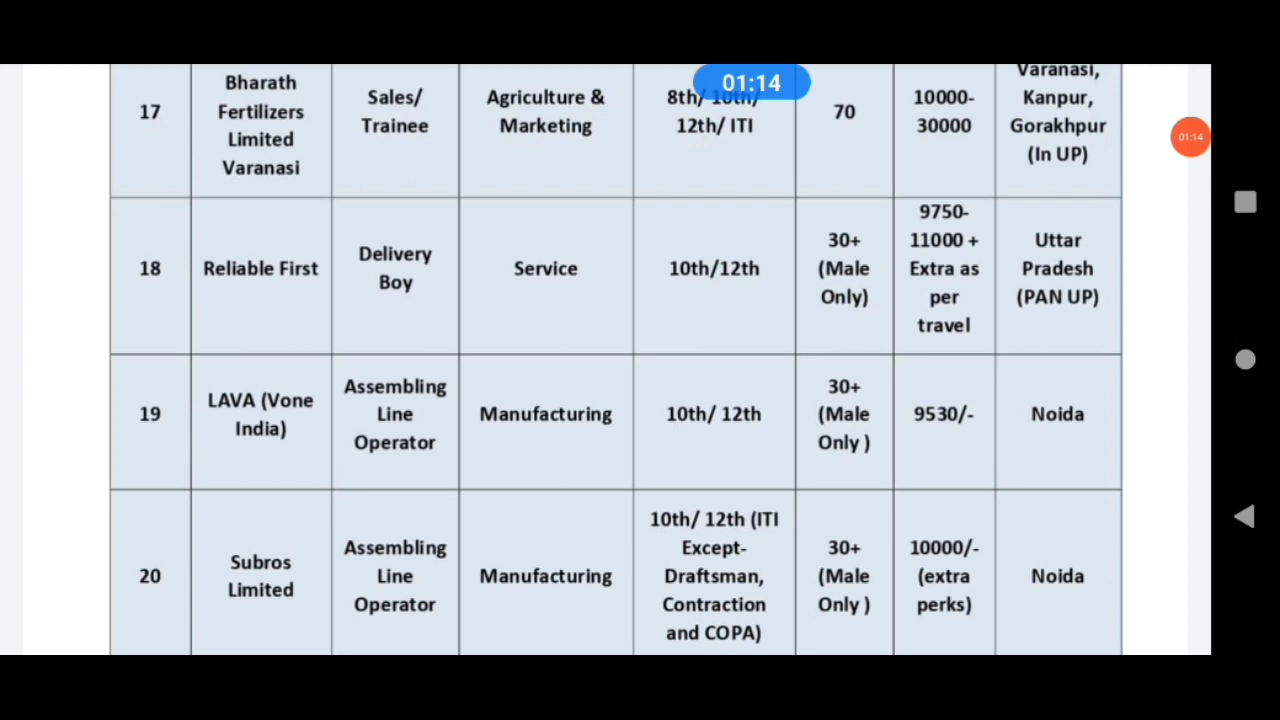 01:14
01:14
17
Bharath
Fertilizers
Limited
Varanasi
Sales/
Trainee
Agriculture &
Marketing
8th/ 10th/
12th/ ITI
70
10000-
30000
Varanasi,
Kanpur,
Gorakhpur
(In UP)
18
Reliable First
Delivery
Boy
Service
10th/12th
30+
(Male
Only)
9750-
11000 +
Extra as
per
travel
Uttar
Pradesh
(PAN UP)
19
LAVA (Vone
India)
Assembling
Line
Operator
Manufacturing
10th/ 12th
30+
(Male
Only )
9530/-
Noida
20
Subros
Limited
Assembling
Line
Operator
Manufacturing
10th/ 12th (ITI
Except-
Draftsman,
Contraction
and COPA)
30+
(Male
Only )
10000/-
(extra
perks)
Noida